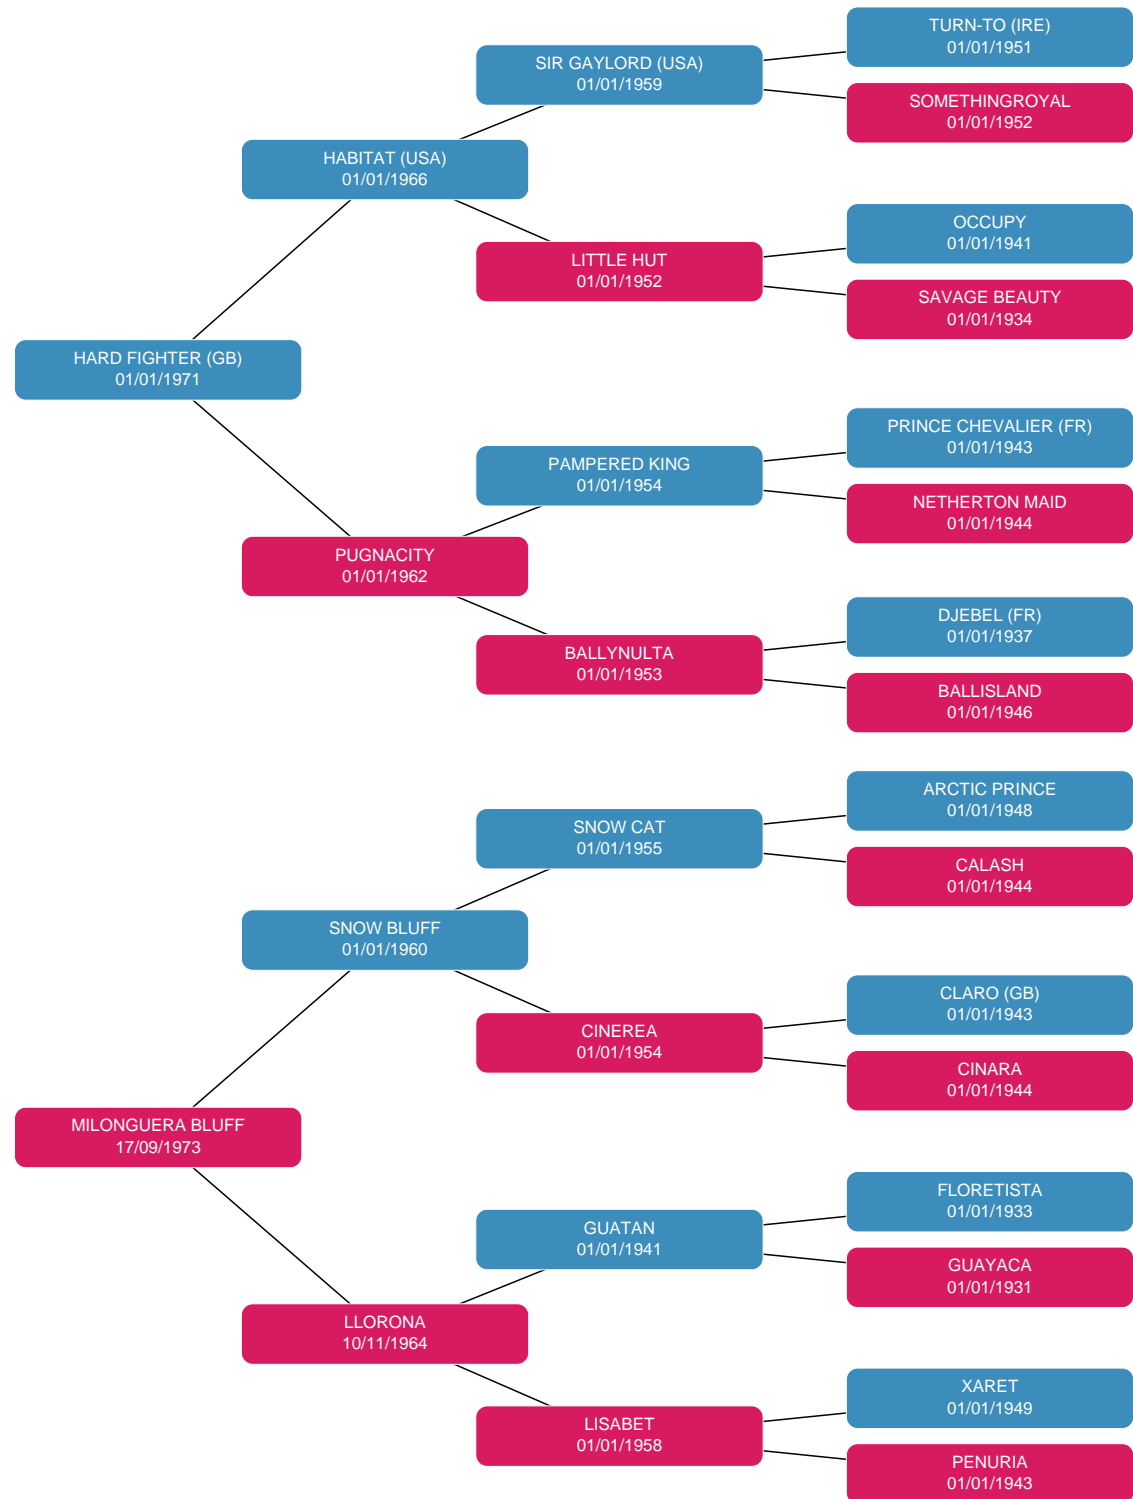 TURN-TO (IRE)
01/01/1951
SIR GAYLORD (USA)
01/01/1959
SOMETHINGROYAL
01/01/1952
HABITAT (USA)
01/01/1966
OCCUPY
01/01/1941
LITTLE HUT
01/01/1952
SAVAGE BEAUTY
01/01/1934
HARD FIGHTER (GB)
01/01/1971
PRINCE CHEVALIER (FR)
01/01/1943
PAMPERED KING
01/01/1954
NETHERTON MAID
01/01/1944
PUGNACITY
01/01/1962
DJEBEL (FR)
01/01/1937
BALLYNULTA
01/01/1953
BALLISLAND
01/01/1946
ARCTIC PRINCE
01/01/1948
SNOW CAT
01/01/1955
CALASH
01/01/1944
SNOW BLUFF
01/01/1960
CLARO (GB)
01/01/1943
CINEREA
01/01/1954
CINARA
01/01/1944
MILONGUERA BLUFF
17/09/1973
FLORETISTA
01/01/1933
GUATAN
01/01/1941
GUAYACA
01/01/1931
LLORONA
10/11/1964
XARET
01/01/1949
LISABET
01/01/1958
PENURIA
01/01/1943